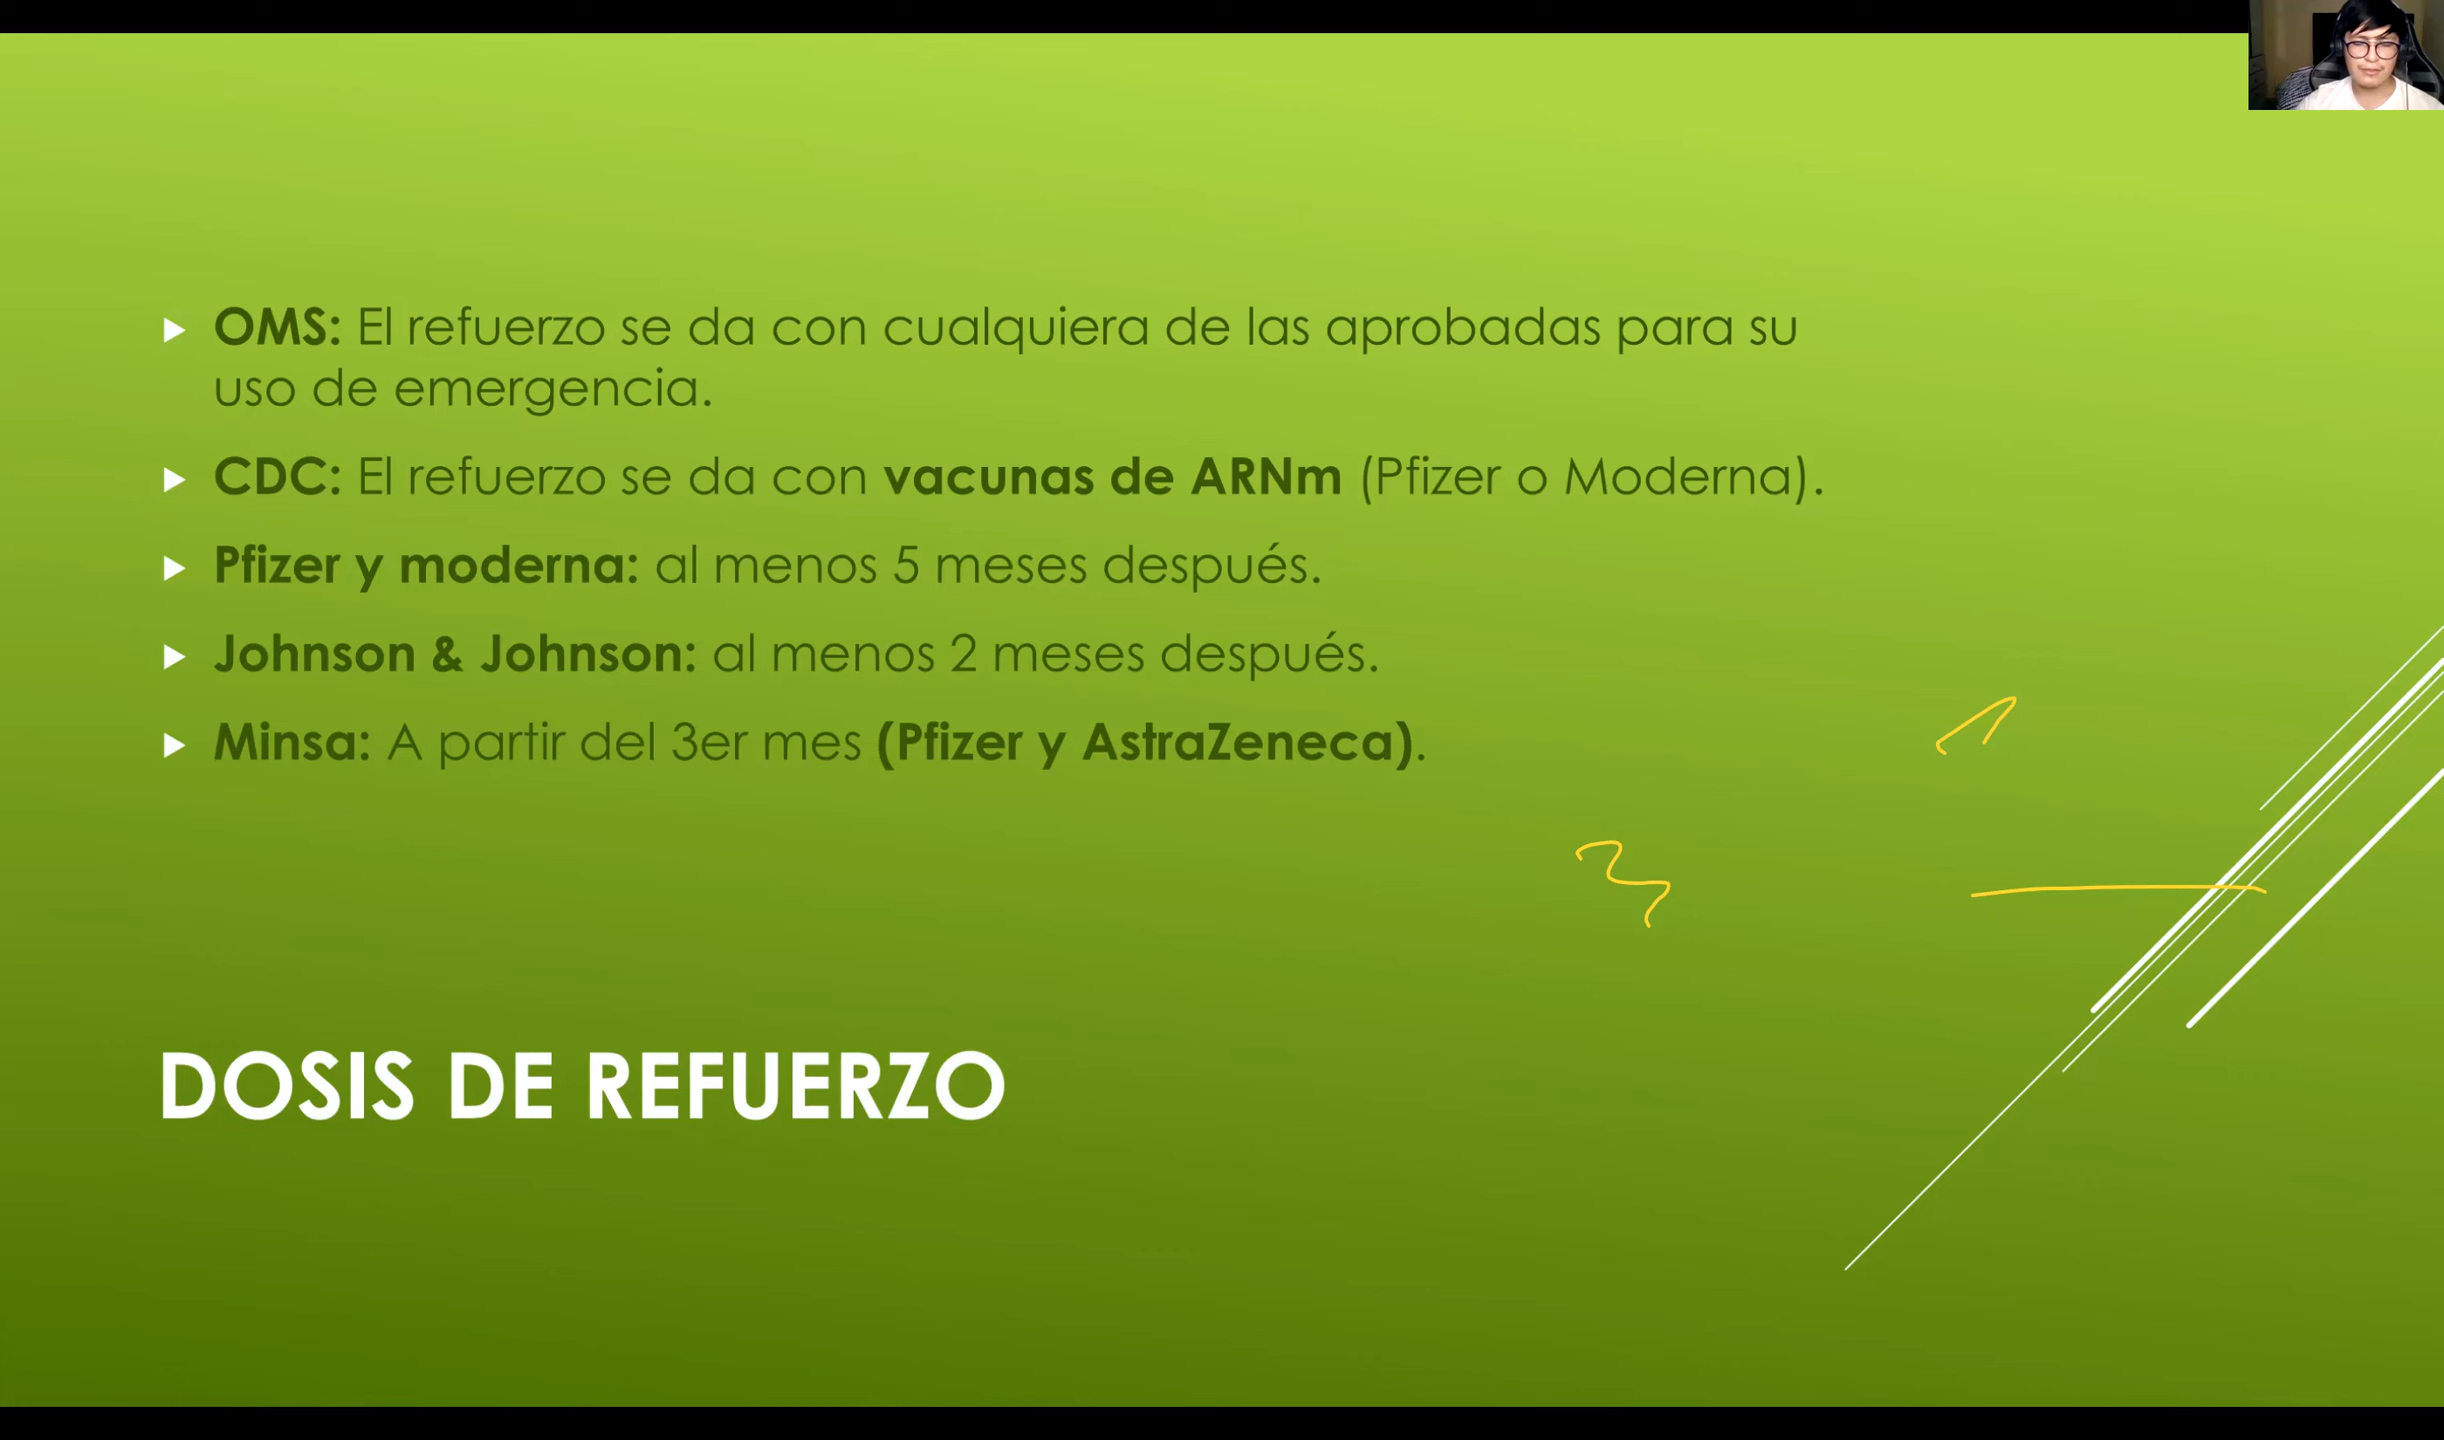 OMS: El refuerzo se da con cualquiera de las aprobadas para su
uso de emergencia.
CDC: El refuerzo se da con vacunas de ARNm (Pfizer o Moderna).
Pfizer y moderna: al menos 5 meses después.
Johnson & Johnson: al menos 2 meses después.
Minsa: A partir del 3er mes (Pfizer y AstraZeneca).
DOSIS DE REFUERZO